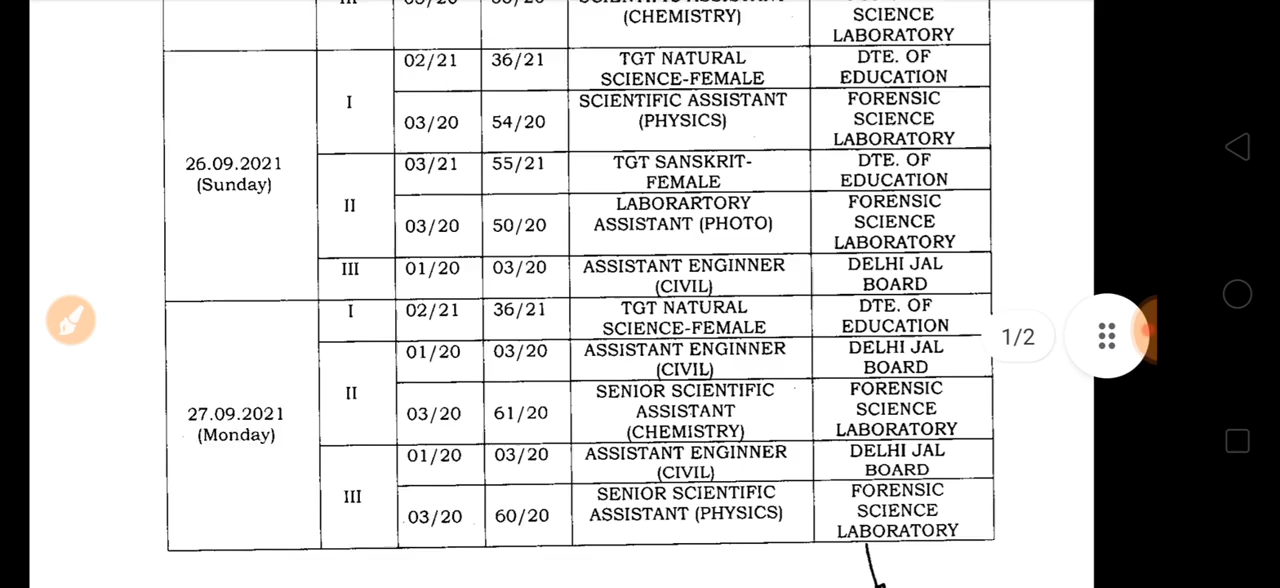 (CHEMISTRY)
SCIENCE
LABORATORY
26.09.2021
(Sunday)
I
02/21
36/21
TGT NATURAL
SCIENCE-FEMALE
DTE. OF
EDUCATION
03/20
54/20
SCIENTIFIC ASSISTANT
(PHYSICS)
FORENSIC
SCIENCE
LABORATORY
II
03/21
55/21
TGT SANSKRIT-
FEMALE
DTE. OF
EDUCATION
03/20
50/20
LABORARTORY
ASSISTANT (PHOTO)
FORENSIC
SCIENCE
LABORATORY
III
01/20
03/20
ASSISTANT ENGINNER
(CIVIL)
DELHI JAL
BOARD
27.09.2021
(Monday)
I
02/21
36/21
TGT NATURAL
SCIENCE-FEMALE
DTE. OF
EDUCATION
II
01/20
03/20
ASSISTANT ENGINNER
(CIVIL)
DELHI JAL
BOARD
03/20
61/20
SENIOR SCIENTIFIC
ASSISTANT
(CHEMISTRY)
FORENSIC
SCIENCE
LABORATORY
III
01/20
03/20
ASSISTANT ENGINNER
(CIVIL)
DELHI JAL
BOARD
03/20
60/20
SENIOR SCIENTIFIC
ASSISTANT (PHYSICS)
FORENSIC
SCIENCE
LABORATORY
1/2